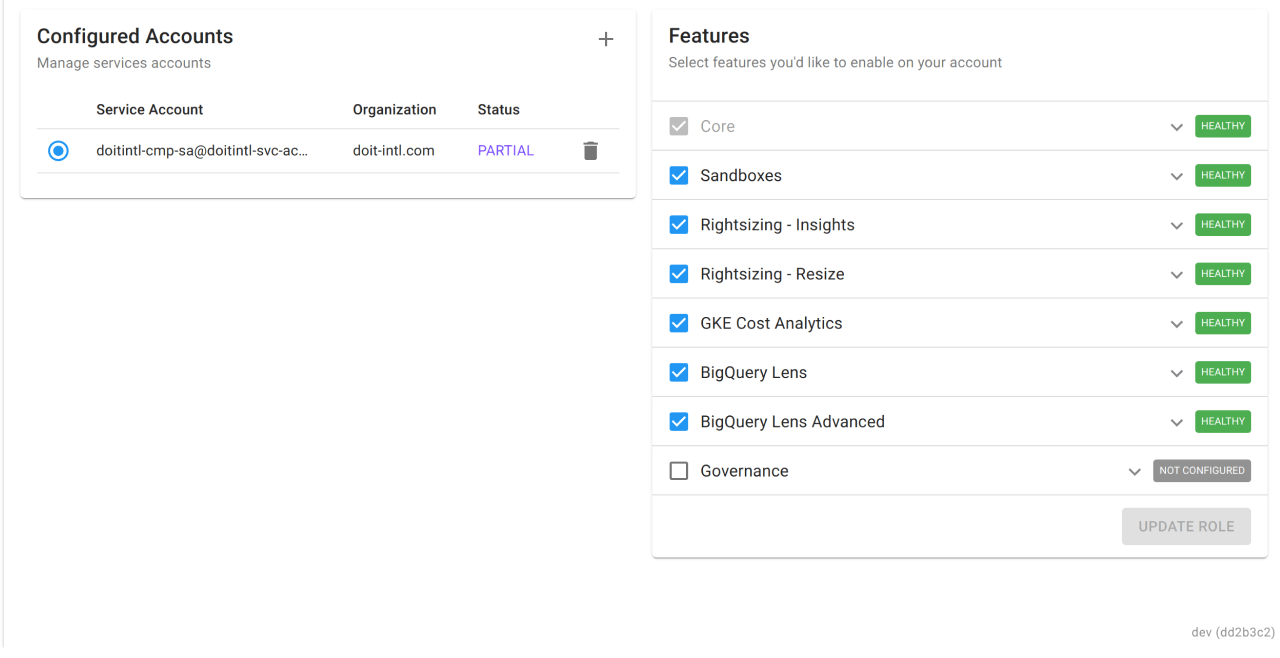 Configured Accounts
Manage services accounts
Service Account Organization Status
doitintl-cmp-sa@doitintl-svc-ac... doit-intl.com PARTIAL
Features
Select features you'd like to enable on your account
Core HEALTHY
Sandboxes HEALTHY
Rightsizing - Insights HEALTHY
Rightsizing - Resize HEALTHY
GKE Cost Analytics HEALTHY
BigQuery Lens HEALTHY
BigQuery Lens Advanced HEALTHY
Governance NOT CONFIGURED
UPDATE ROLE
dev (dd2b3c2)